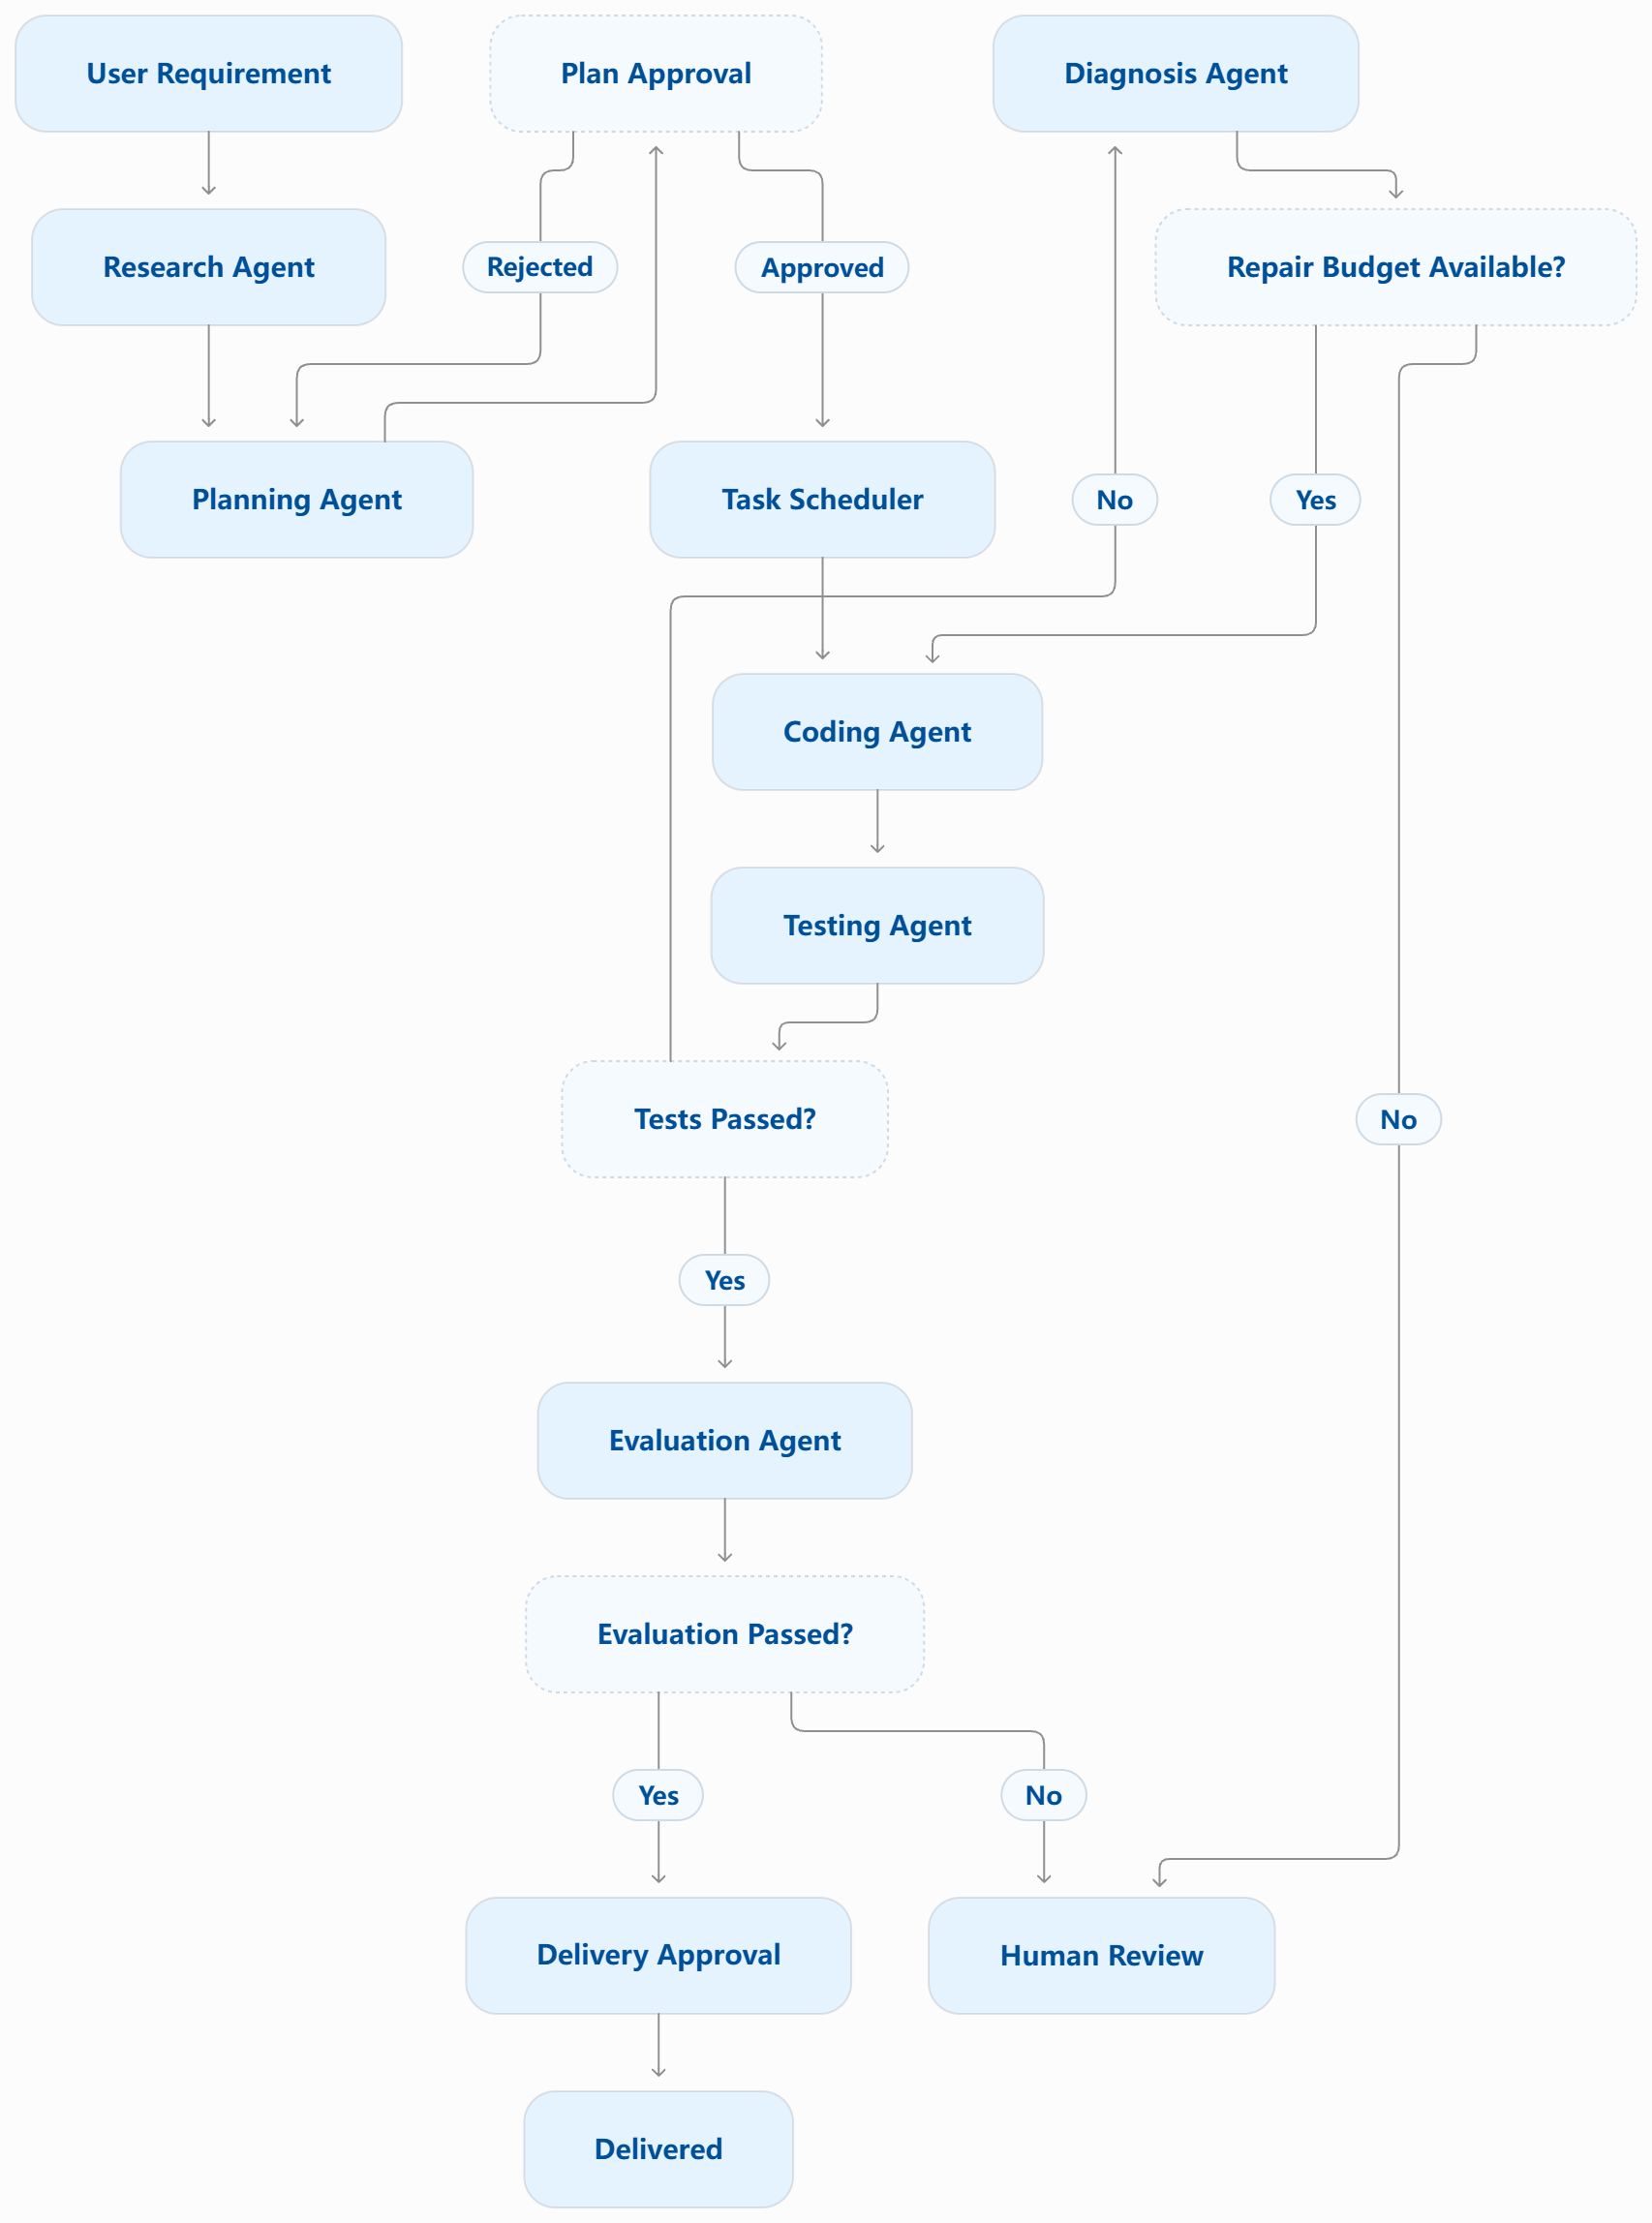 User Requirement
Plan Approval
Diagnosis Agent
Research Agent
Rejected
Approved
Repair Budget Available?
Planning Agent
Task Scheduler
No
Yes
Coding Agent
Testing Agent
Tests Passed?
No
Yes
Evaluation Agent
Evaluation Passed?
Yes
No
Delivery Approval
Human Review
Delivered